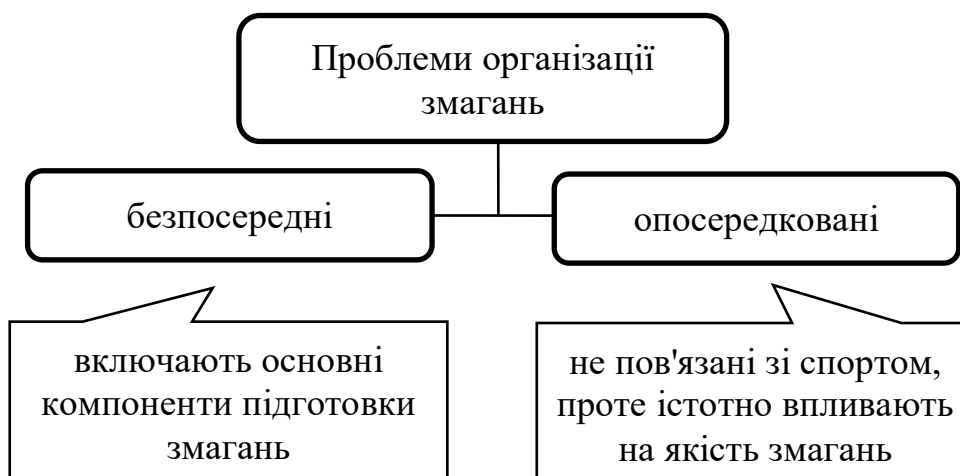 Проблеми організації
змагань
безпосередні
опосередковані
включають основні
компоненти підготовки
змагань
не пов'язані зі спортом,
проте істотно впливають
на якість змагань